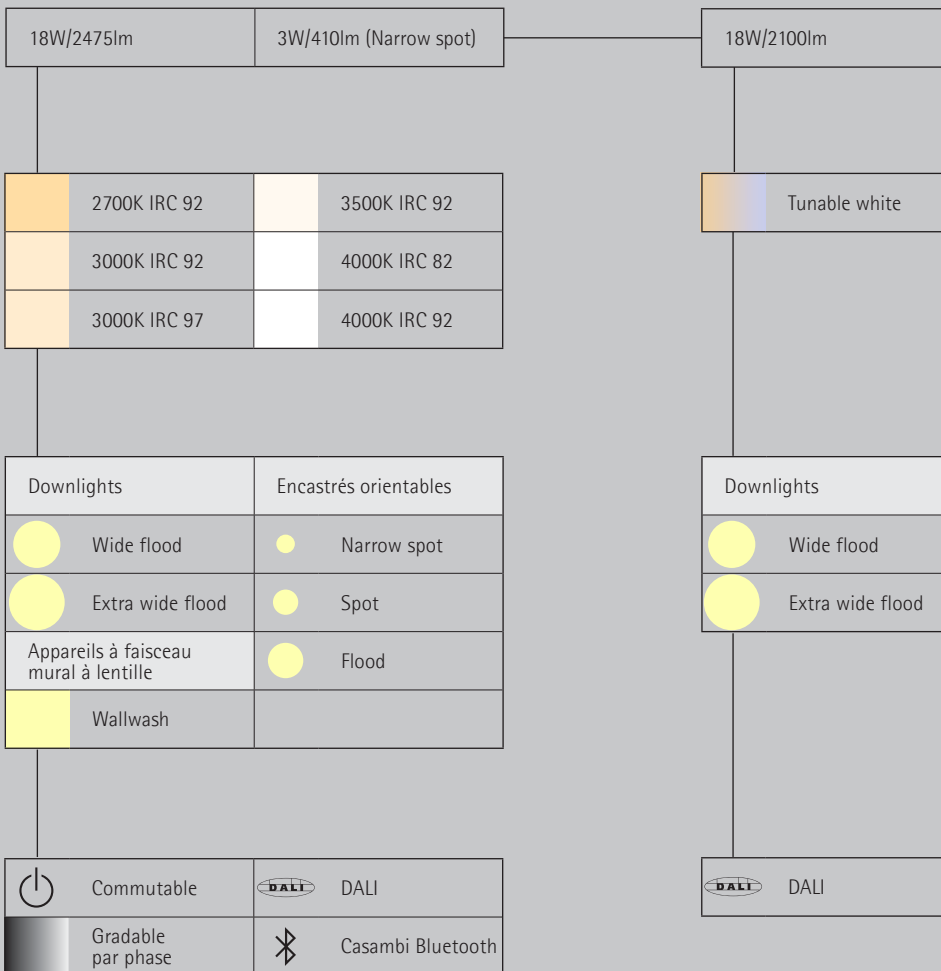 18W/2475lm
3W/410lm (Narrow spot)
18W/2100lm
2700K IRC 92
3500K IRC 92
Tunable white
3000K IRC 92
4000K IRC 82
3000K IRC 97
4000K IRC 92
Downlights
Encastrés orientables
Downlights
Wide flood
Narrow spot
Wide flood
Extra wide flood
Spot
Extra wide flood
Appareils à faisceau
mural à lentille
Flood
Wallwash
Commutable
DALI
DALI
DALI
DALI
Gradable
par phase
Casambi Bluetooth